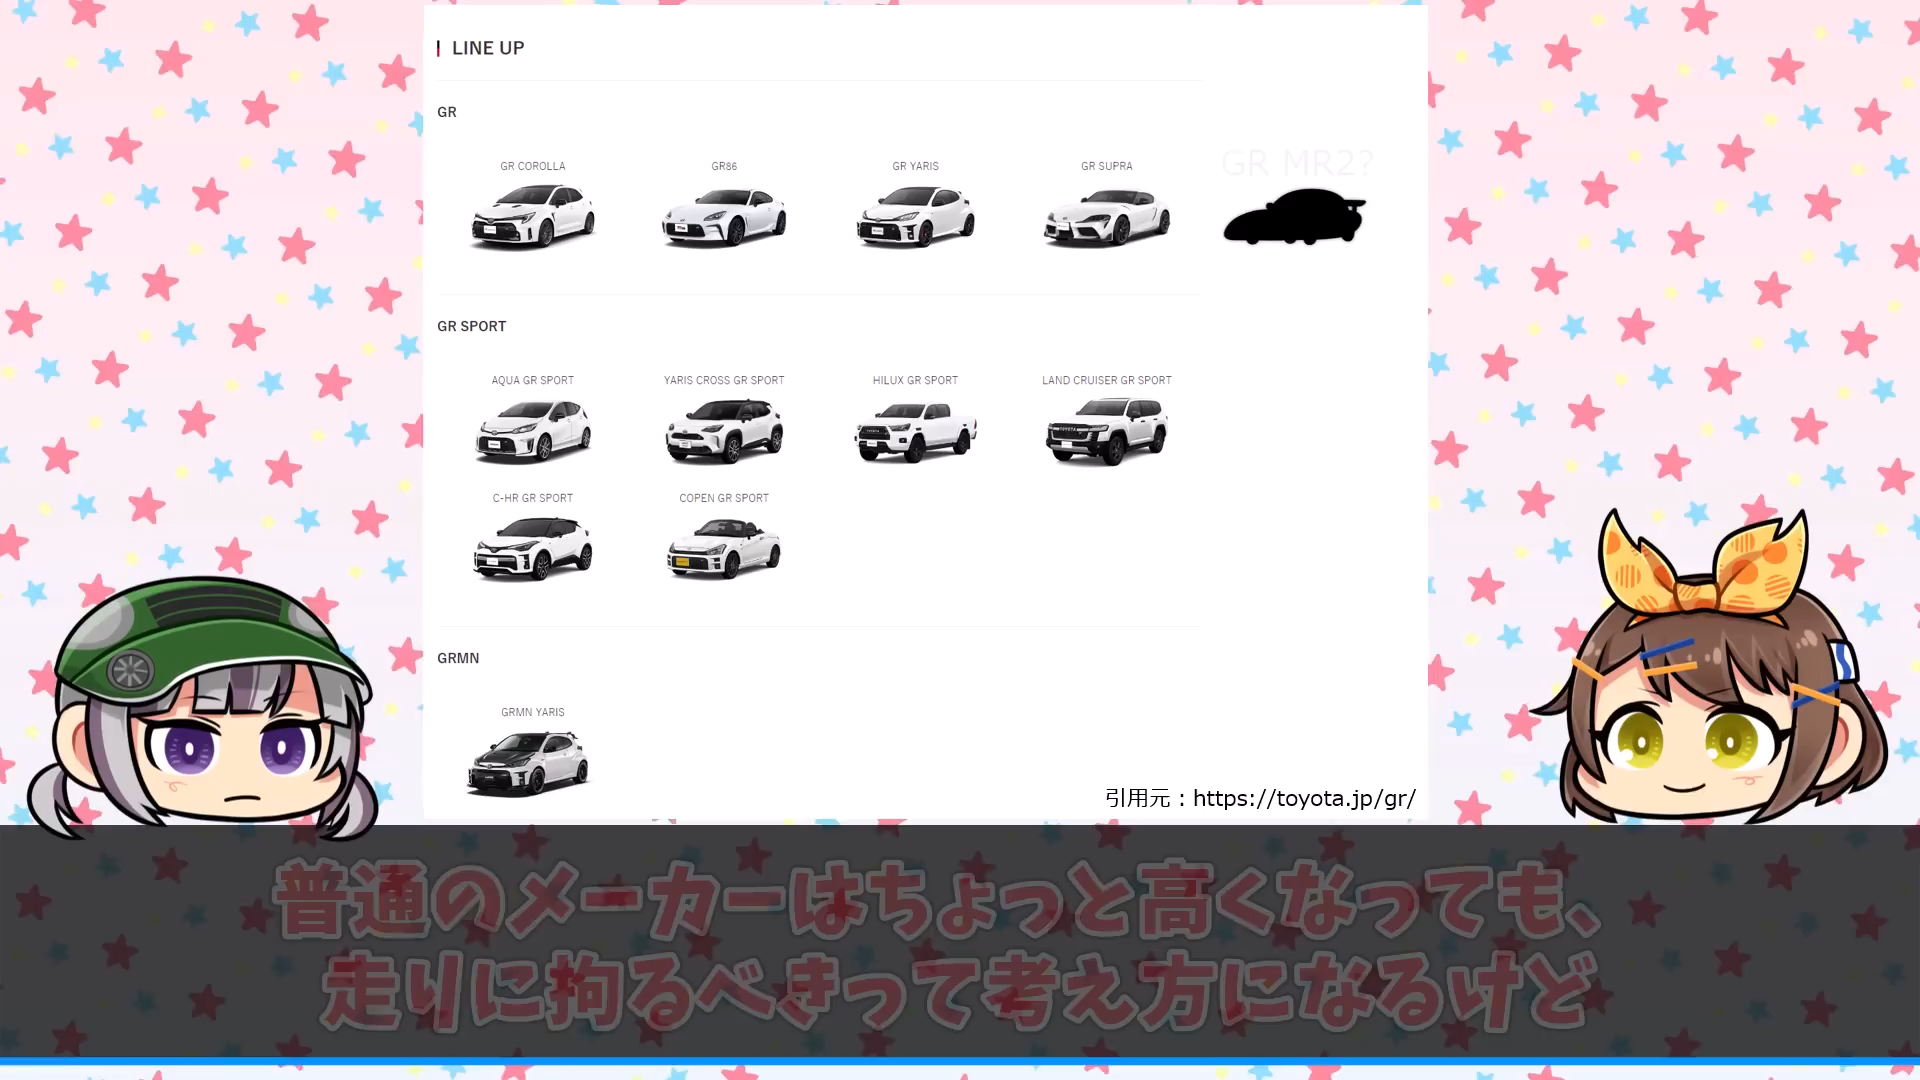 LINE UP
GR
GR COROLLA
GR86
GR YARIS
GR SUPRA
GR MR2?
GR SPORT
AQUA GR SPORT
YARIS CROSS GR SPORT
HILUX GR SPORT
LAND CRUISER GR SPORT
C-HR GR SPORT
COPEN GR SPORT
GRMN
GRMN YARIS
引用元：https://toyota.jp/gr/
普通のメーカーはちょっと高くなっても、
走りに拘るべきって考え方になるけど